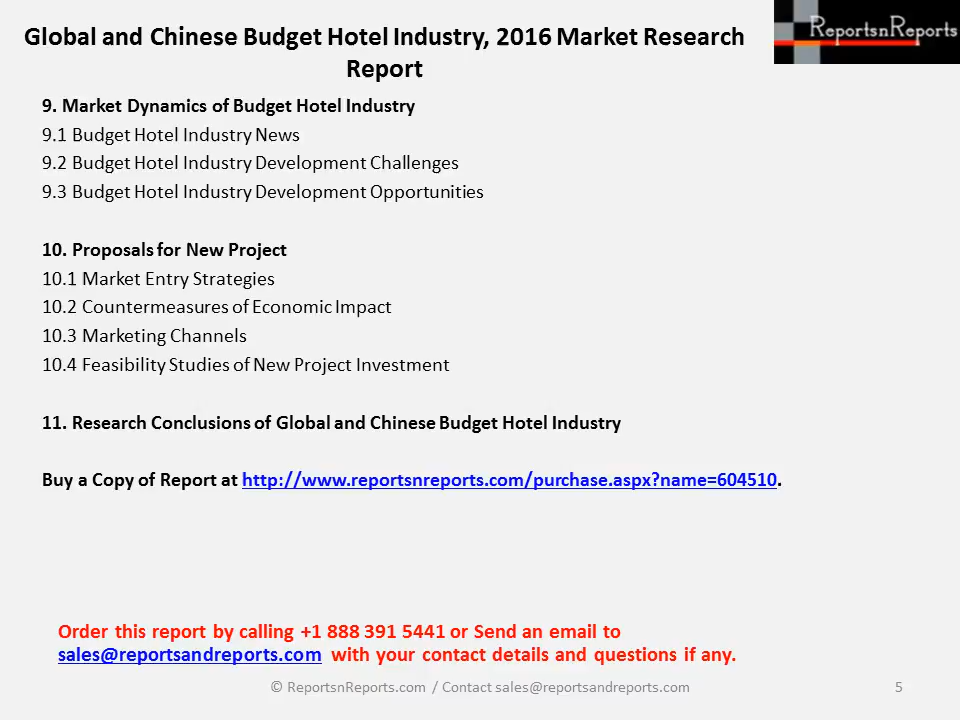 Global and Chinese Budget Hotel Industry, 2016 Market Research
Report
ReportsnReports
9. Market Dynamics of Budget Hotel Industry
9.1 Budget Hotel Industry News
9.2 Budget Hotel Industry Development Challenges
9.3 Budget Hotel Industry Development Opportunities
10. Proposals for New Project
10.1 Market Entry Strategies
10.2 Countermeasures of Economic Impact
10.3 Marketing Channels
10.4 Feasibility Studies of New Project Investment
11. Research Conclusions of Global and Chinese Budget Hotel Industry
Buy a Copy of Report at http://www.reportsnreports.com/purchase.aspx?name=604510.
Order this report by calling +1 888 391 5441 or Send an email to
sales@reportsandreports.com with your contact details and questions if any.
© ReportsnReports.com / Contact sales@reportsandreports.com
5